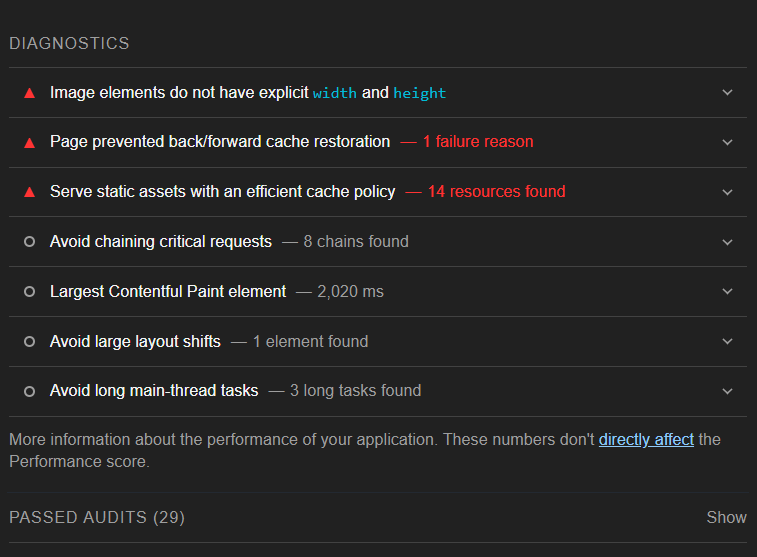 DIAGNOSTICS
Image elements do not have explicit width and height
Page prevented back/forward cache restoration — 1 failure reason
Serve static assets with an efficient cache policy — 14 resources found
Avoid chaining critical requests — 8 chains found
Largest Contentful Paint element — 2,020 ms
Avoid large layout shifts — 1 element found
Avoid long main-thread tasks — 3 long tasks found
More information about the performance of your application. These numbers don't directly affect the
Performance score.
PASSED AUDITS (29) Show